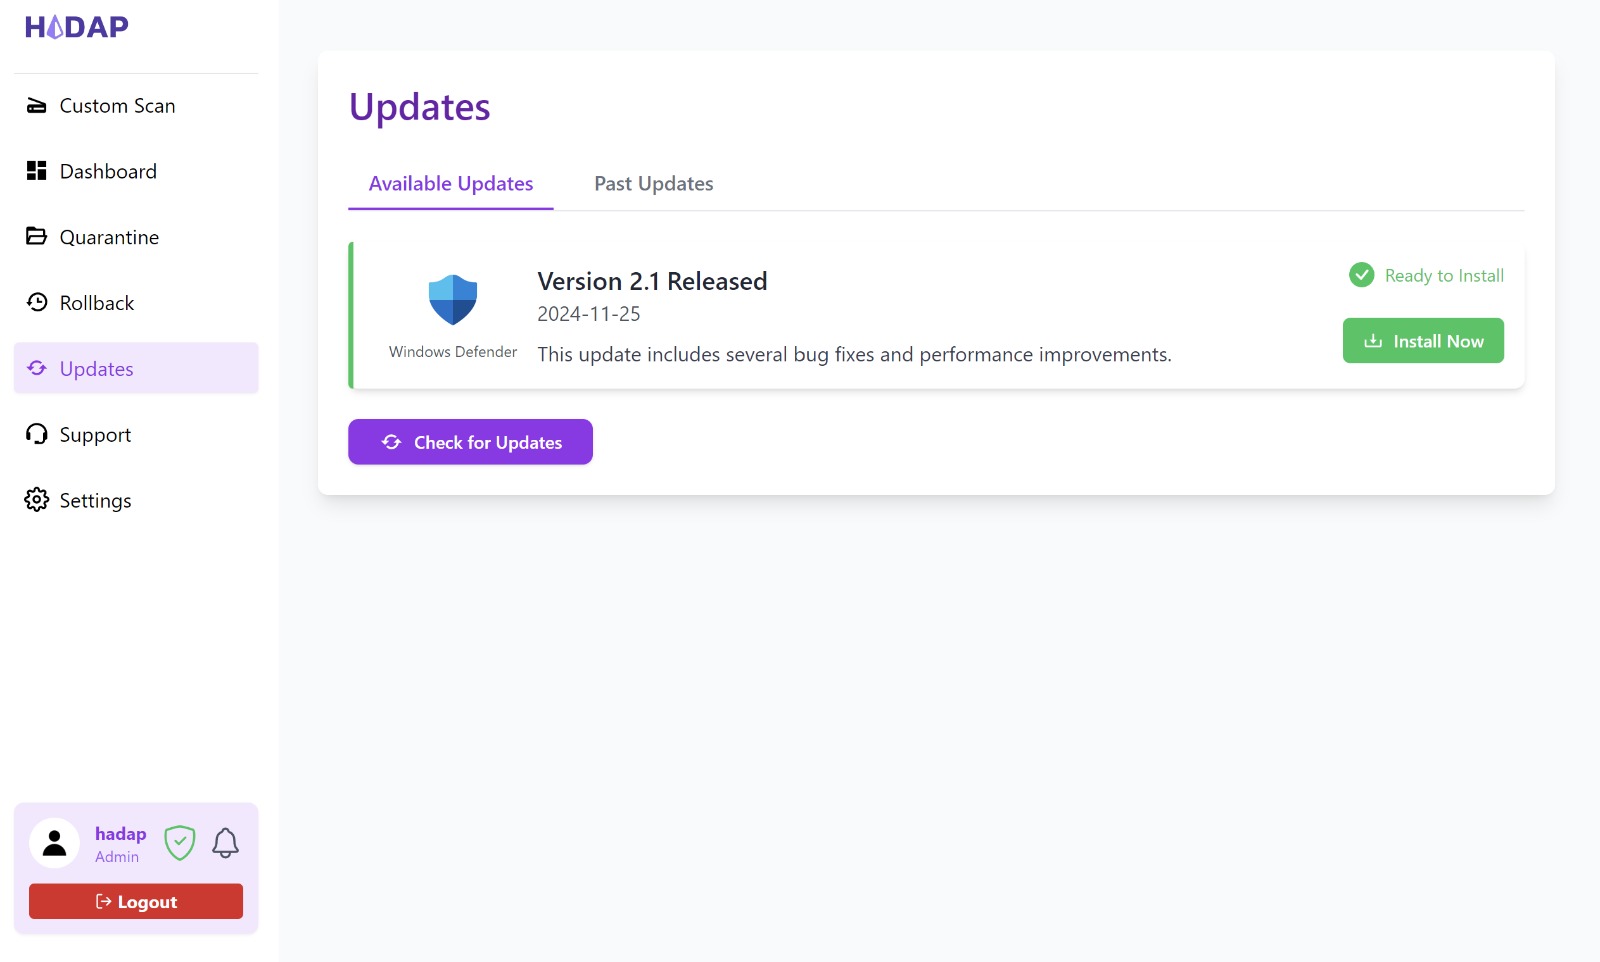 HADAP
Custom Scan
Dashboard
Quarantine
Rollback
Updates
Support
Settings
hadap
Admin
Logout
Updates
Available Updates
Past Updates
Windows Defender
Version 2.1 Released
2024-11-25
This update includes several bug fixes and performance improvements.
Ready to Install
Install Now
Check for Updates